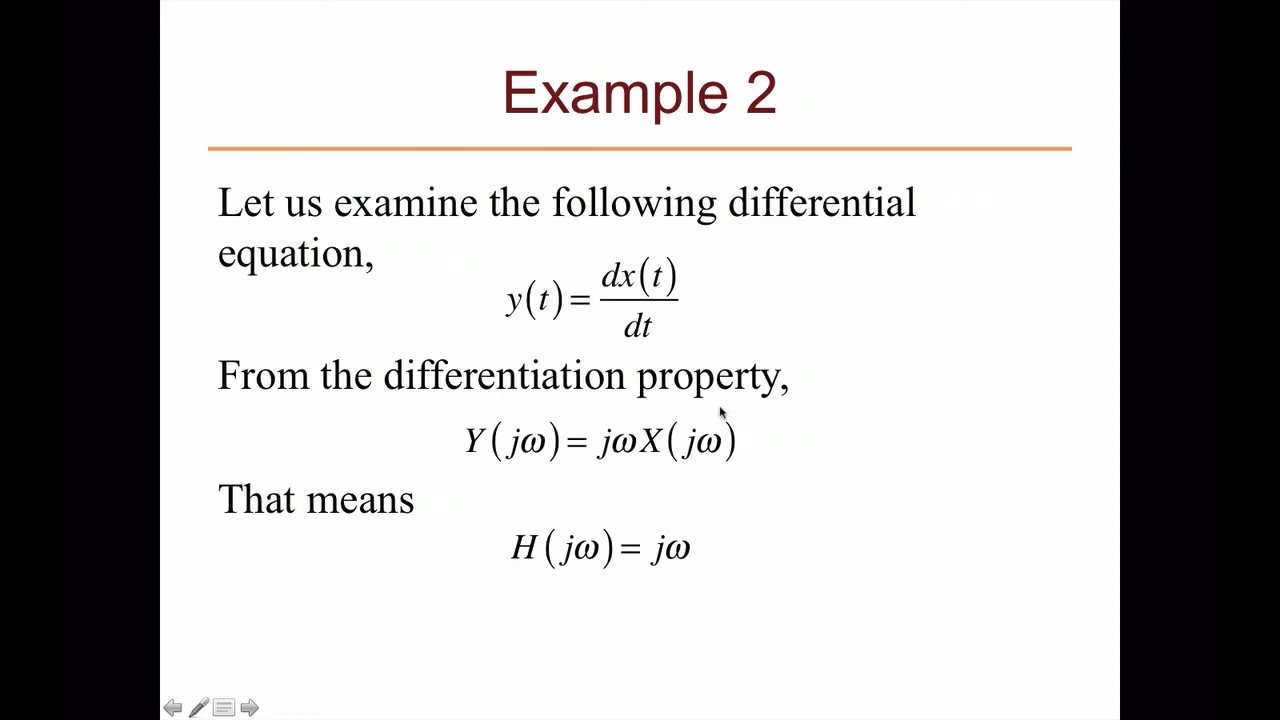 Example 2
Let us examine the following differential
equation,
y(t) = dx(t)/dt
From the differentiation property,
Y(jω) = jωX(jω)
That means
H(jω) = jω